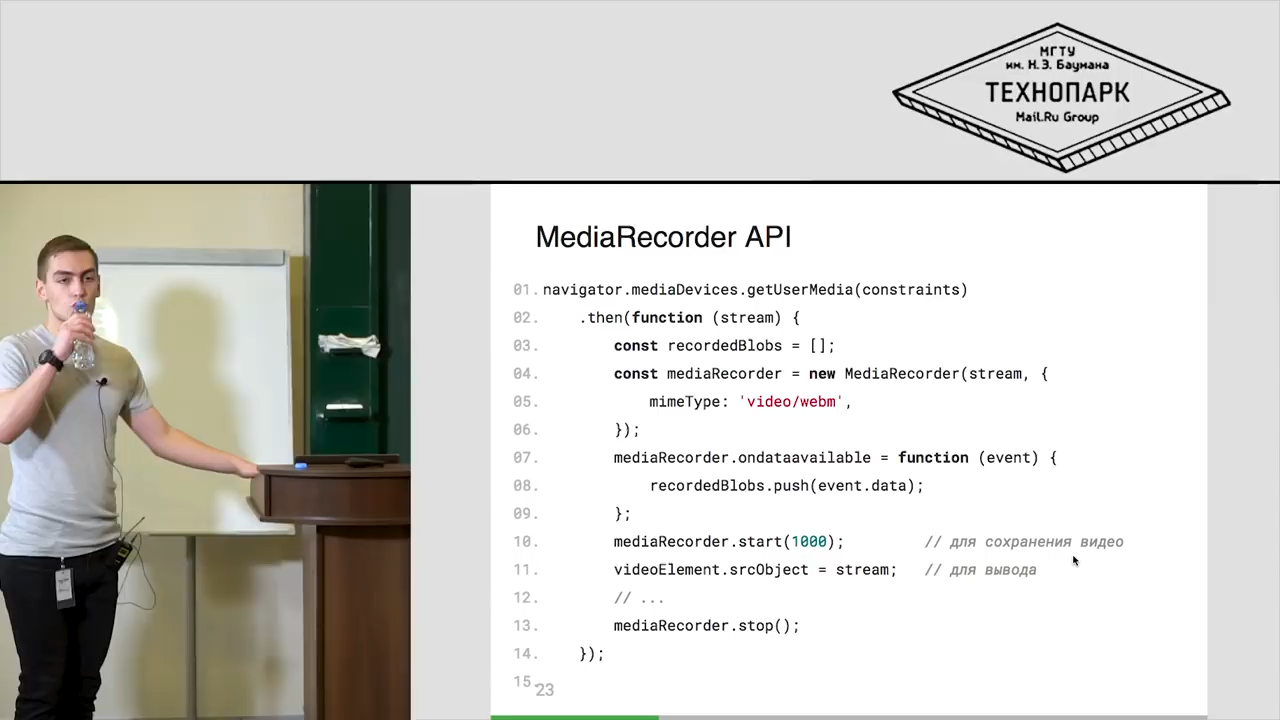 МГТУ
им. Н.Э. Баумана
ТЕХНОПАРК
Mail.Ru Group
MediaRecorder API
01. navigator.mediaDevices.getUserMedia(constraints)
02.     .then(function (stream) {
03.         const recordedBlobs = [];
04.         const mediaRecorder = new MediaRecorder(stream, {
05.             mimeType: 'video/webm',
06.         });
07.         mediaRecorder.ondataavailable = function (event) {
08.             recordedBlobs.push(event.data);
09.         };
10.         mediaRecorder.start(1000);         // для сохранения видео
11.         videoElement.srcObject = stream;   // для вывода
12.         // ...
13.         mediaRecorder.stop();
14.     });
15.
23